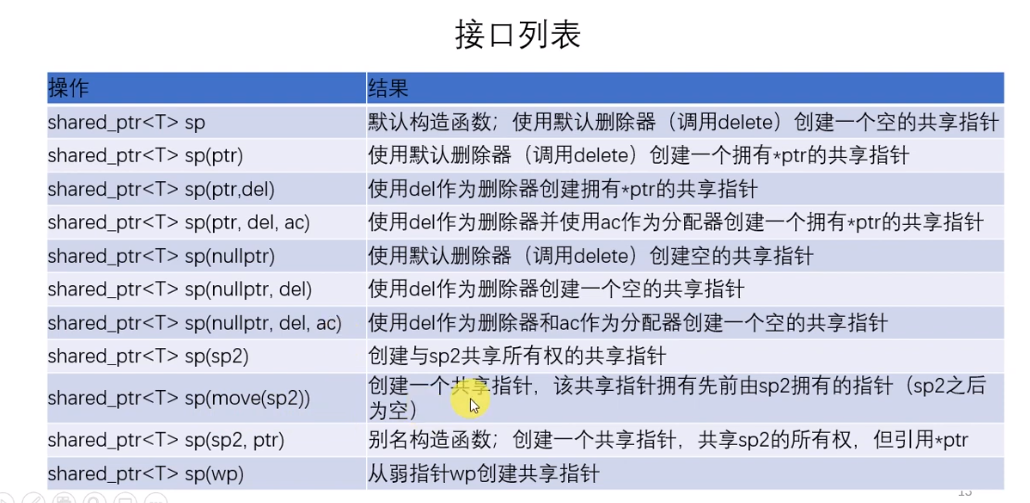 接口列表
操作 结果
shared_ptr<T> sp 默认构造函数；使用默认删除器（调用delete）创建一个空的共享指针
shared_ptr<T> sp(ptr) 使用默认删除器（调用delete）创建一个拥有*ptr的共享指针
shared_ptr<T> sp(ptr,del) 使用del作为删除器创建拥有*ptr的共享指针
shared_ptr<T> sp(ptr, del, ac) 使用del作为删除器并使用ac作为分配器创建一个拥有*ptr的共享指针
shared_ptr<T> sp(nullptr) 使用默认删除器（调用delete）创建空的共享指针
shared_ptr<T> sp(nullptr, del) 使用del作为删除器创建一个空的共享指针
shared_ptr<T> sp(nullptr, del, ac) 使用del作为删除器和ac作为分配器创建一个空的共享指针
shared_ptr<T> sp(sp2) 创建与sp2共享所有权的共享指针
shared_ptr<T> sp(move(sp2)) 创建一个共享指针，该共享指针拥有先前由sp2拥有的指针（sp2之后
为空）
shared_ptr<T> sp(sp2, ptr) 别名构造函数；创建一个共享指针，共享sp2的所有权，但引用*ptr
shared_ptr<T> sp(wp) 从弱指针wp创建共享指针